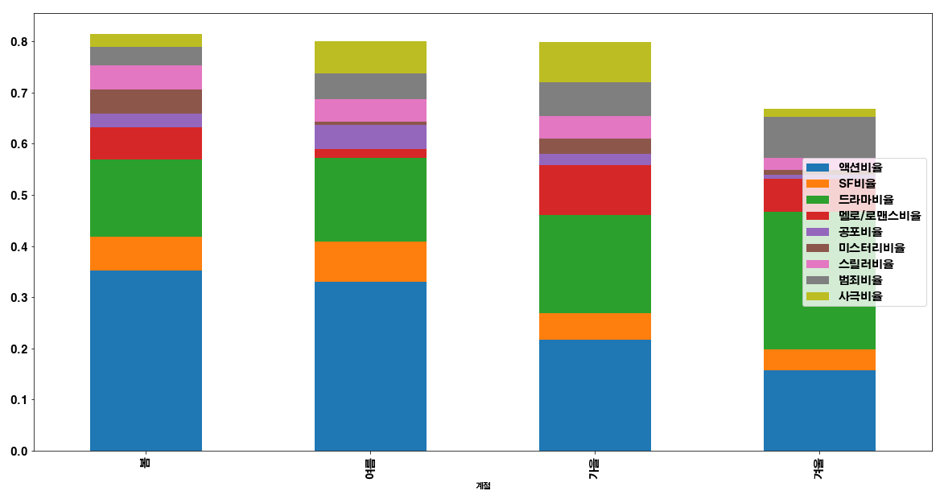 0.8
0.7
0.6
0.5
0.4
0.3
0.2
0.1
0.0
액션비율
SF비율
드라마비율
멜로/로맨스비율
공포비율
미스터리비율
스릴러비율
범죄비율
사극비율
봄
여름
가을
겨울
계절